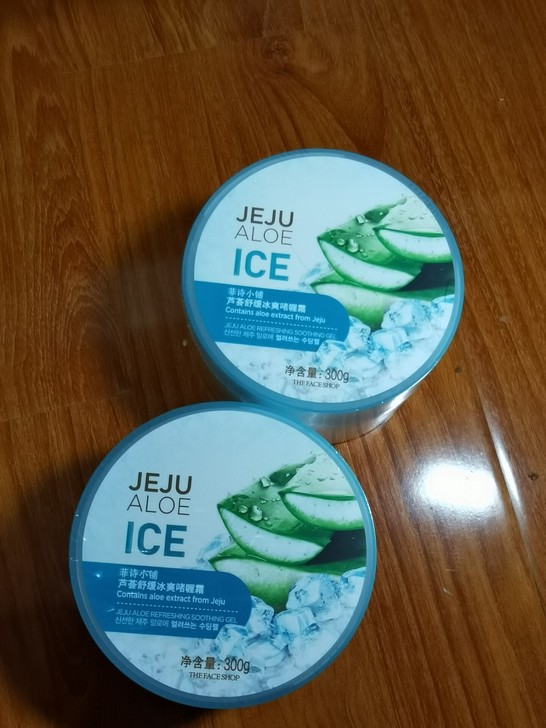 JEJU
ALOE
ICE
菲诗小铺
芦荟舒缓冰爽啫喱霜
Contains aloe extract from Jeju
JEJU ALOE REFRESHING SOOTHING GEL
신선한 제주 알로에 얼려쓰는 수딩젤
净含量:300g
THE FACE SHOP
JEJU
ALOE
ICE
菲诗小铺
芦荟舒缓冰爽啫喱霜
Contains aloe extract from Jeju
JEJU ALOE REFRESHING SOOTHING GEL
신선한 제주 알로에 얼려쓰는 수딩젤
净含量:300g
THE FACE SHOP